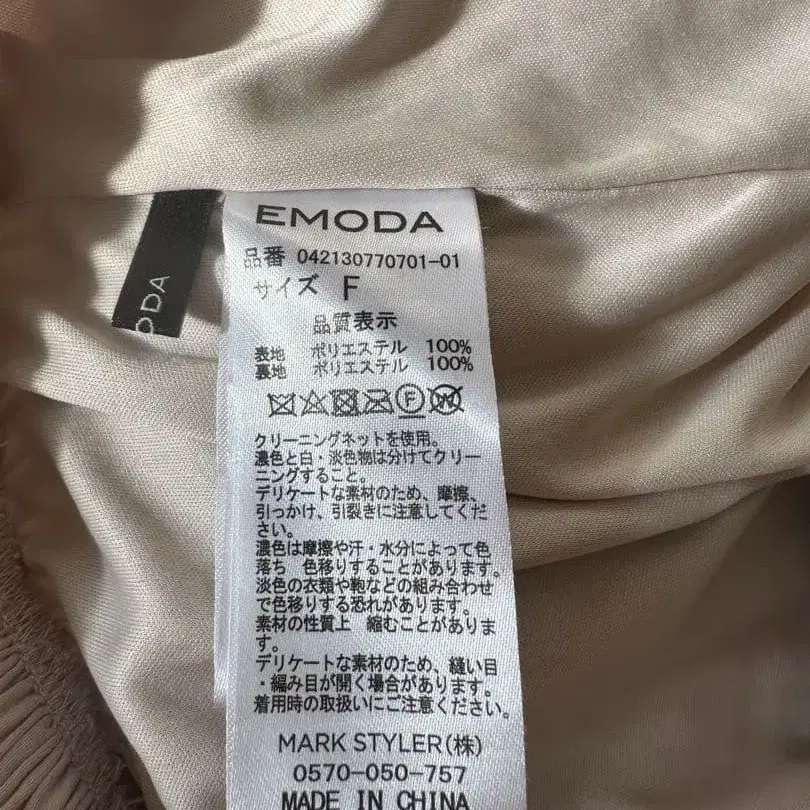 EMODA
品番 042130770701-01
サイズ F
品質表示
表地 ポリエステル 100%
裏地 ポリエステル 100%
F W
クリーニングネットを使用。
濃色と白・淡色物は分けてクリー
ニングすること。
デリケートな素材のため、摩擦、
引っかけ、引裂きに注意してくだ
さい。
濃色は摩擦や汗・水分によって色
落ち 色移りすることがあります。
淡色の衣類や鞄などの組み合わせ
で色移りする恐れがあります。
素材の性質上 縮むことがありま
す。
デリケートな素材のため、縫い目
・編み目が開く場合があります。
着用時の取扱いにご注意ください。
MARK STYLER(株)
0570-050-757
MADE IN CHINA
ODA